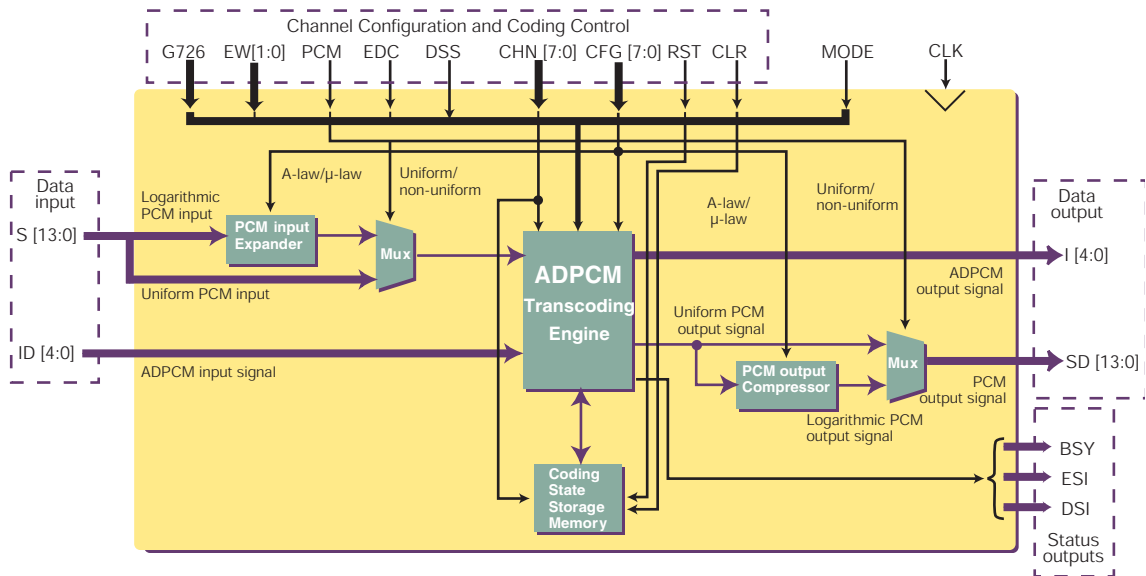 Channel Configuration and Coding Control
G726 EW[1:0] PCM EDC DSS CHN [7:0] CFG [7:0] RST CLR MODE CLK
Data
input
Logarithmic
PCM input
S [13:0]
Uniform PCM input
ID [4:0]
ADPCM input signal
A-law/μ-law
Uniform/
non-uniform
PCM input
Expander
Mux
ADPCM
Transcoding
Engine
Coding
State
Storage
Memory
A-law/
μ-law
Uniform/
non-uniform
Uniform PCM
output signal
PCM output
Compressor
Mux
Logarithmic PCM
output signal
ADPCM
output signal
PCM
output signal
Data
output
I [4:0]
SD [13:0]
BSY
ESI
DSI
Status
outputs